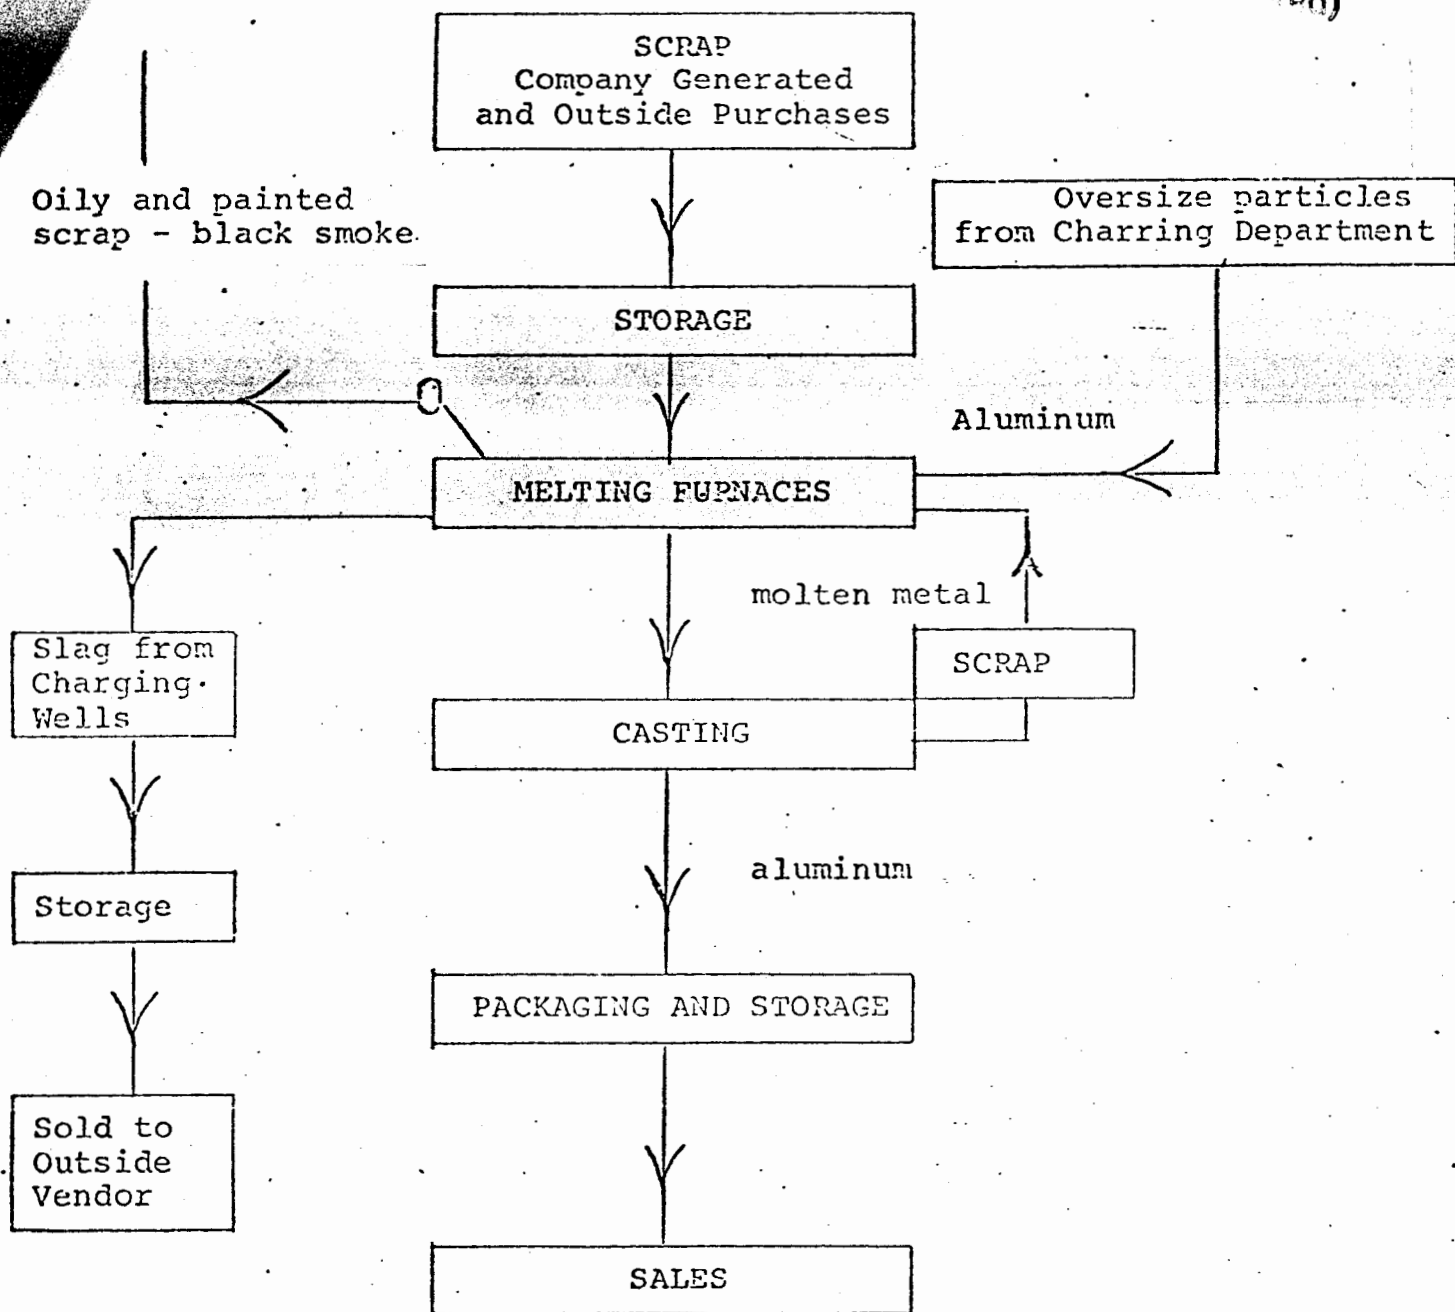 SCRAP
Company Generated
and Outside Purchases
Oily and painted
scrap - black smoke
Oversize particles
from Charring Department
STORAGE
Aluminum
MELTING FURNACES
molten metal
Slag from
Charging
Wells
SCRAP
CASTING
aluminum
Storage
PACKAGING AND STORAGE
Sold to
Outside
Vendor
SALES